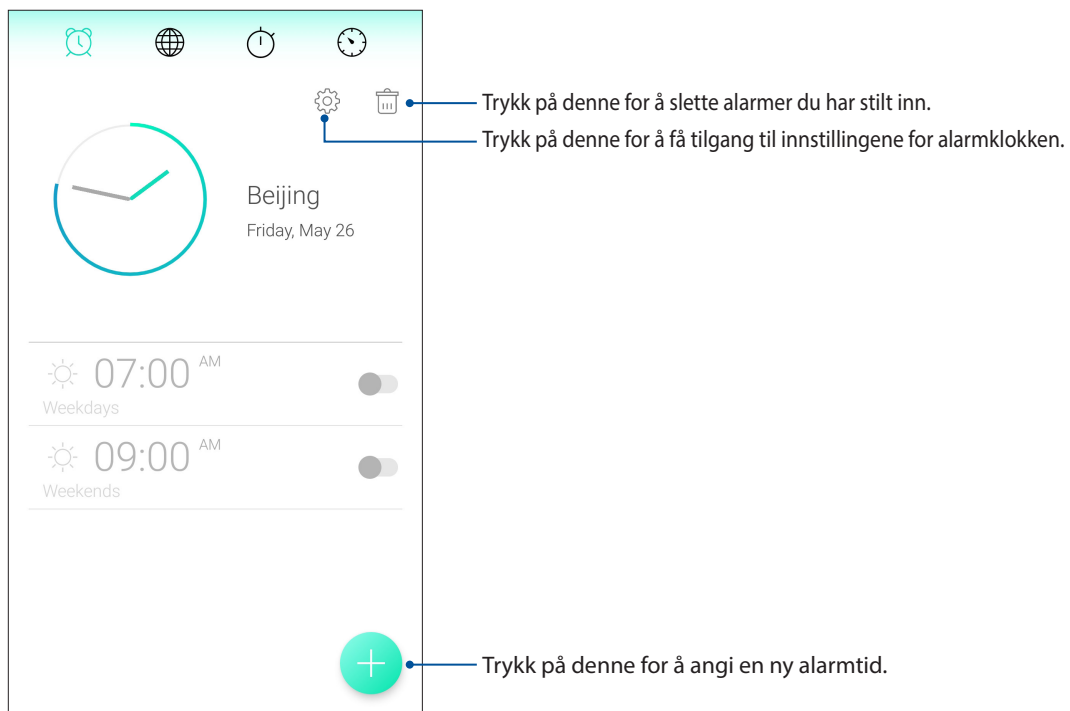 Trykk på denne for å slette alarmer du har stilt inn.
Trykk på denne for å få tilgang til innstillingene for alarmklokken.
Beijing
Friday, May 26
07:00 AM
Weekdays
09:00 AM
Weekends
Trykk på denne for å angi en ny alarmtid.